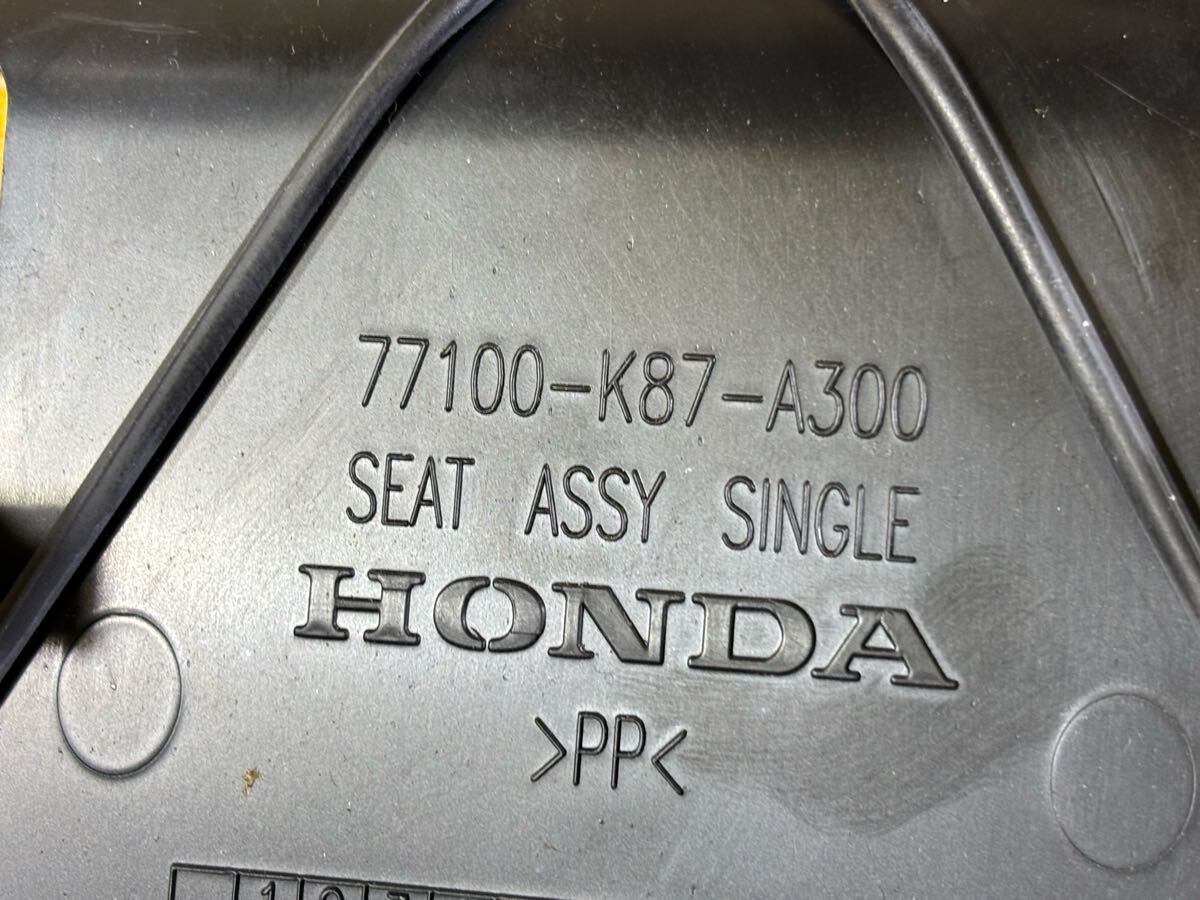 77100-K87-A300
SEAT ASSY SINGLE
HONDA
>PP<